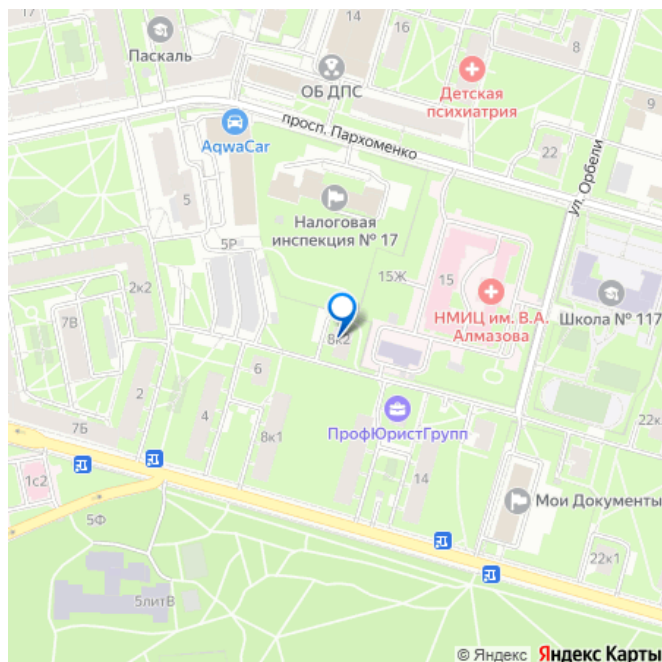 14
16
Паскаль
8
ОБ ДПС
Детская
психиатрия
9
просп. Пархоменко
AqwaCar
22
ул. Орбели
5
Налоговая
инспекция № 17
5Р
15Ж
15
2к2
НМИЦ им. В.А.
Алмазова
Школа № 117
7В
8к2
6
2
4
ПрофЮристГрупп
7Б
8к1
22к
14
1с2
Мои Документы
5Ф
22к1
5литВ
© Яндекс Яндекс Карты